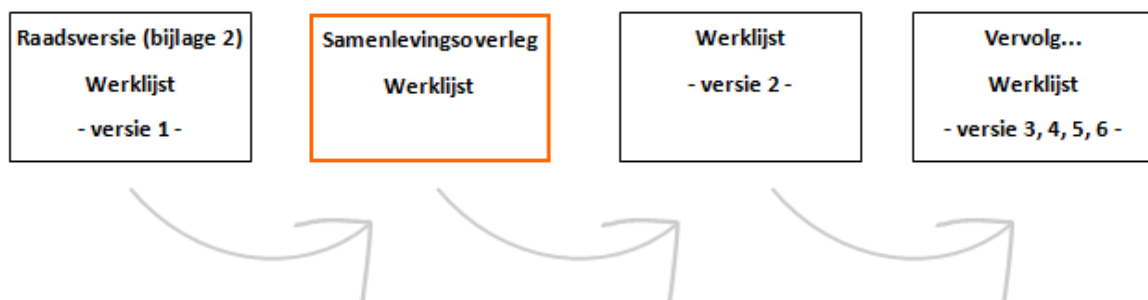 Raadsversie (bijlage 2)
Werklijst
- versie 1 -
Samenlevingsoverleg
Werklijst
Werklijst
- versie 2 -
Vervolg...
Werklijst
- versie 3, 4, 5, 6 -